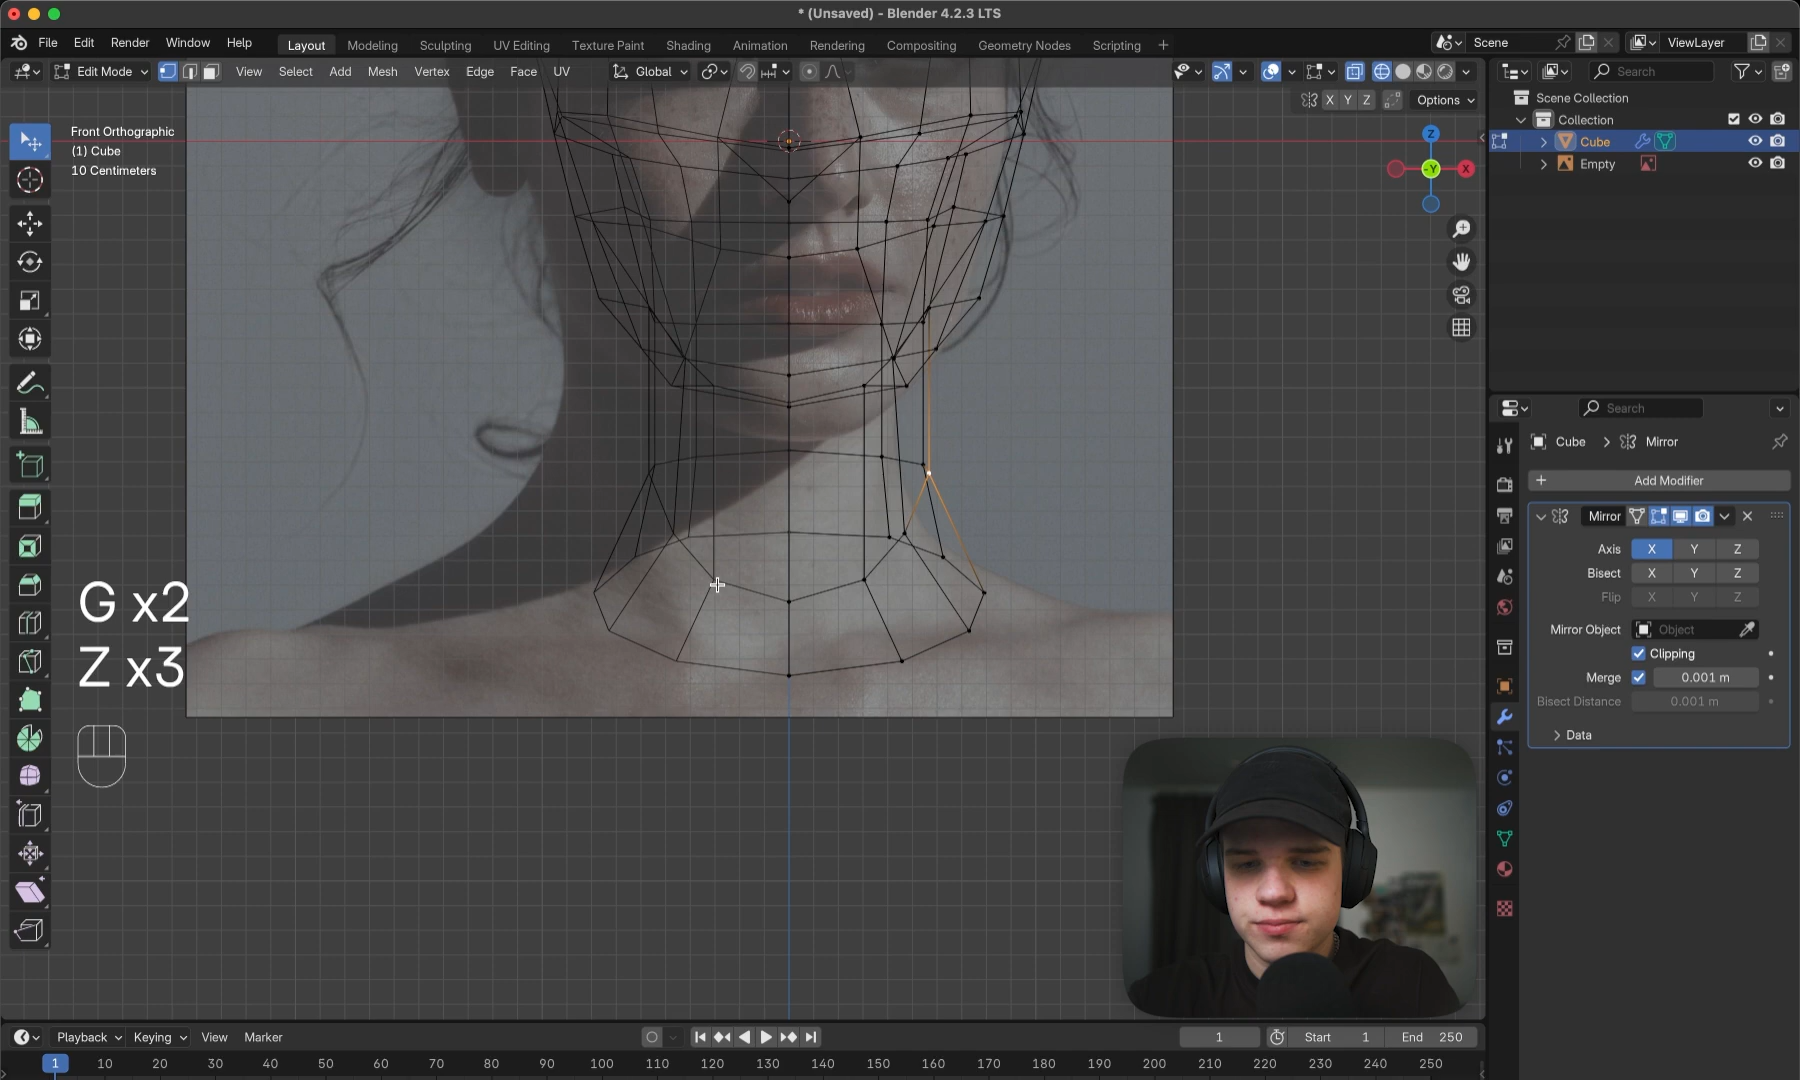 * (Unsaved) - Blender 4.2.3 LTS
File Edit Render Window Help Layout Modeling Sculpting UV Editing Texture Paint Shading Animation Rendering Compositing Geometry Nodes Scripting + Scene ViewLayer
Edit Mode View Select Add Mesh Vertex Edge Face UV Global Search
X Y Z Options
Scene Collection
Collection
Cube
Empty
Front Orthographic
(1) Cube
10 Centimeters
Z
-Y
X
Search
Cube > Mirror
+ Add Modifier
Mirror
Axis X Y Z
Bisect X Y Z
Flip X Y Z
Mirror Object Object
Clipping
Merge 0.001 m
Bisect Distance 0.001 m
Data
G x2
Z x3
Playback Keying View Marker 1 Start 1 End 250
1 10 20 30 40 50 60 70 80 90 100 110 120 130 140 150 160 170 180 190 200 210 220 230 240 250